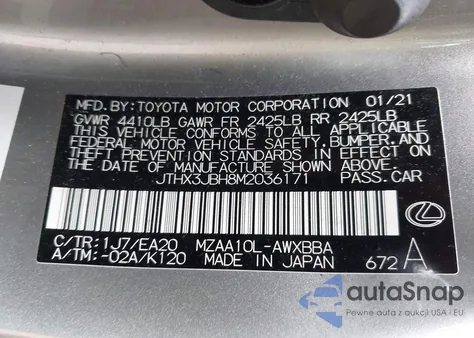 MFD. BY: TOYOTA MOTOR CORPORATION 01/21
GVWR 4410LB GAWR FR 2425LB RR 2425LB
THIS VEHICLE CONFORMS TO ALL APPLICABLE
FEDERAL MOTOR VEHICLE SAFETY, BUMPER, AND
THEFT PREVENTION STANDARDS IN EFFECT ON
THE DATE OF MANUFACTURE SHOWN ABOVE.
JTHX3JBH8M2036171 PASS.CAR
C/TR: 1J7/EA20 MZAA10L-AWXBBA
A/TM: -02A/K120 MADE IN JAPAN 672 A
autoSnap
Pewne auta z aukcji USA i EU